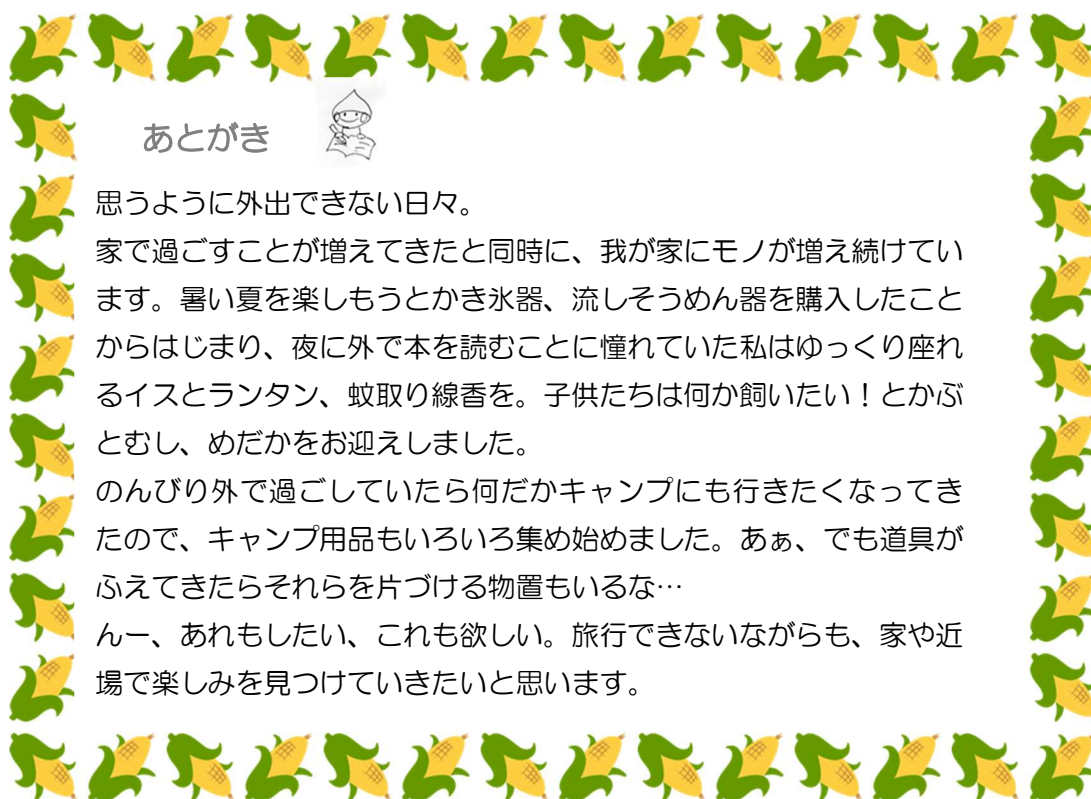 あとがき
思うように外出できない日々。
家で過ごすことが増えてきたと同時に、我が家にモノが増え続けてい
ます。暑い夏を楽しもうとかき氷器、流しそうめん器を購入したこと
からはじまり、夜に外で本を読むことに憧れていた私はゆっくり座れ
るイスとランタン、蚊取り線香を。子供たちは何か飼いたい！とかぶ
とむし、めだかをお迎えしました。
のんびり外で過ごしていたら何だかキャンプにも行きたくなってき
たので、キャンプ用品もいろいろ集め始めました。あぁ、でも道具が
ふえてきたらそれらを片づける物置もいるな…
んー、あれもしたい、これも欲しい。旅行できないながらも、家や近
場で楽しみを見つけていきたいと思います。